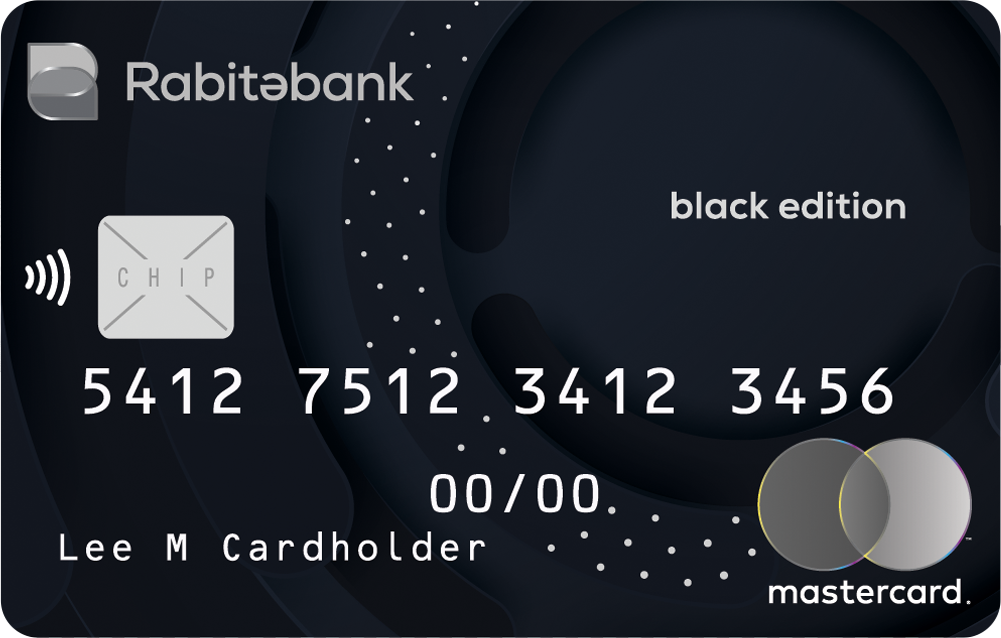 Rabitəbank
black edition
CHIP
5412 7512 3412 3456
00/00
Lee M Cardholder
mastercard.